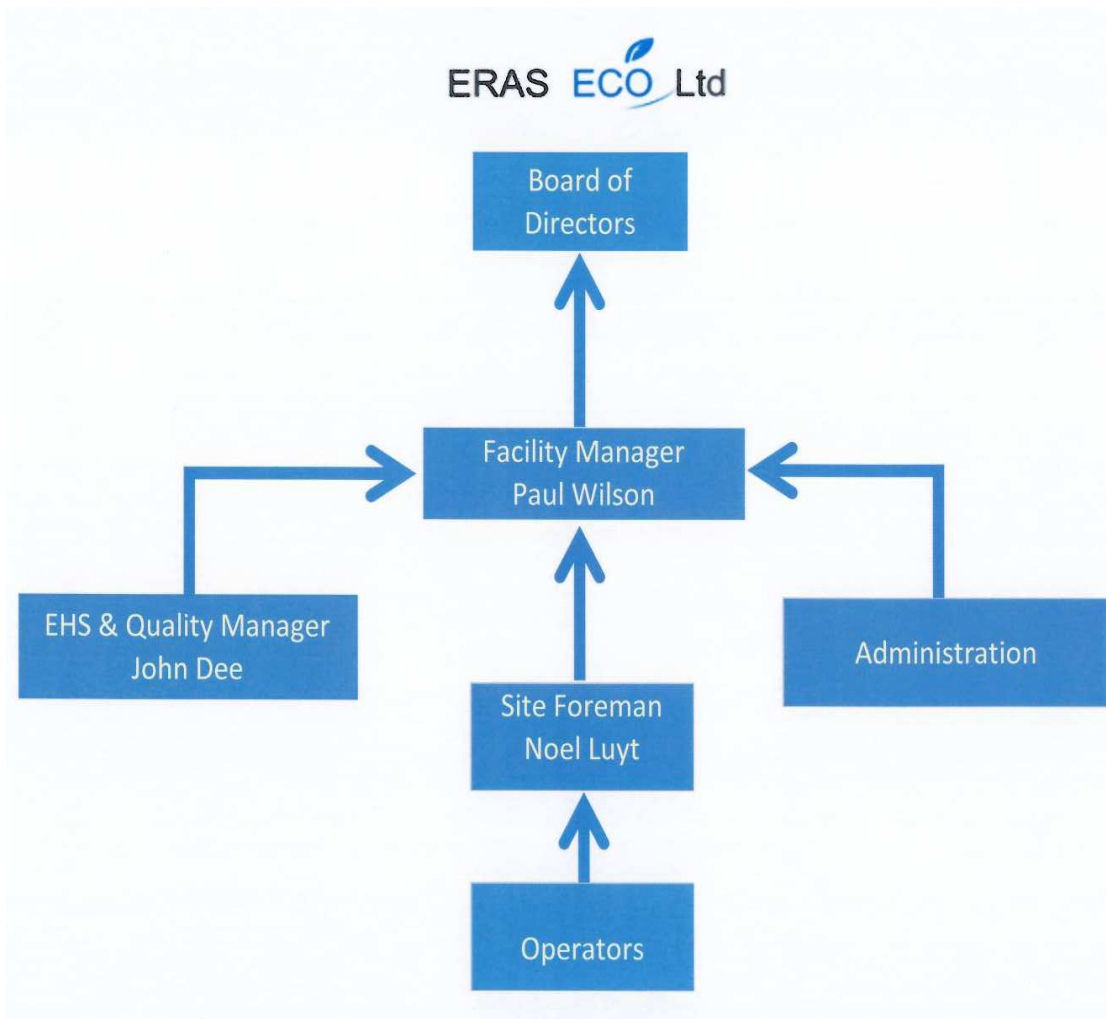 ERAS ECO Ltd
Board of
Directors
Facility Manager
Paul Wilson
EHS & Quality Manager
John Dee
Administration
Site Foreman
Noel Luyt
Operators